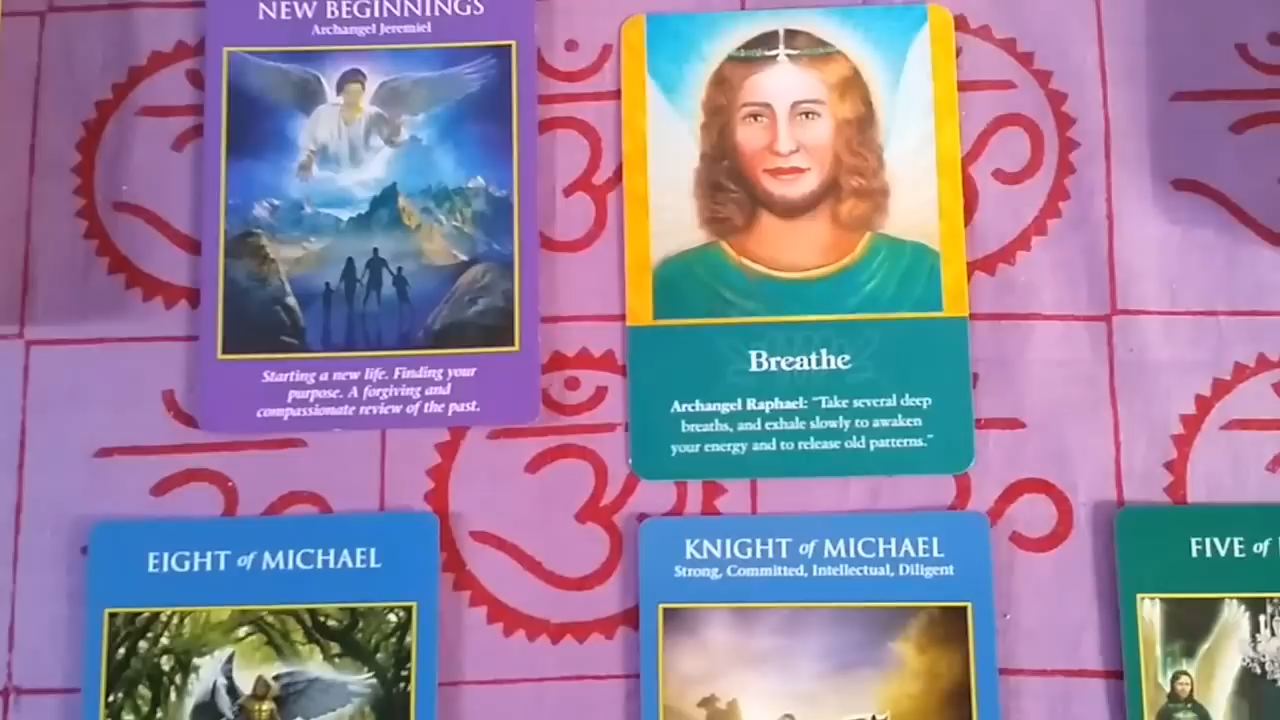 NEW BEGINNINGS
Archangel Jeremiel
Starting a new life. Finding your
purpose. A forgiving and
compassionate review of the past.
Breathe
Archangel Raphael: "Take several deep
breaths, and exhale slowly to awaken
your energy and to release old patterns."
EIGHT of MICHAEL
KNIGHT of MICHAEL
Strong, Committed, Intellectual, Diligent
FIVE of